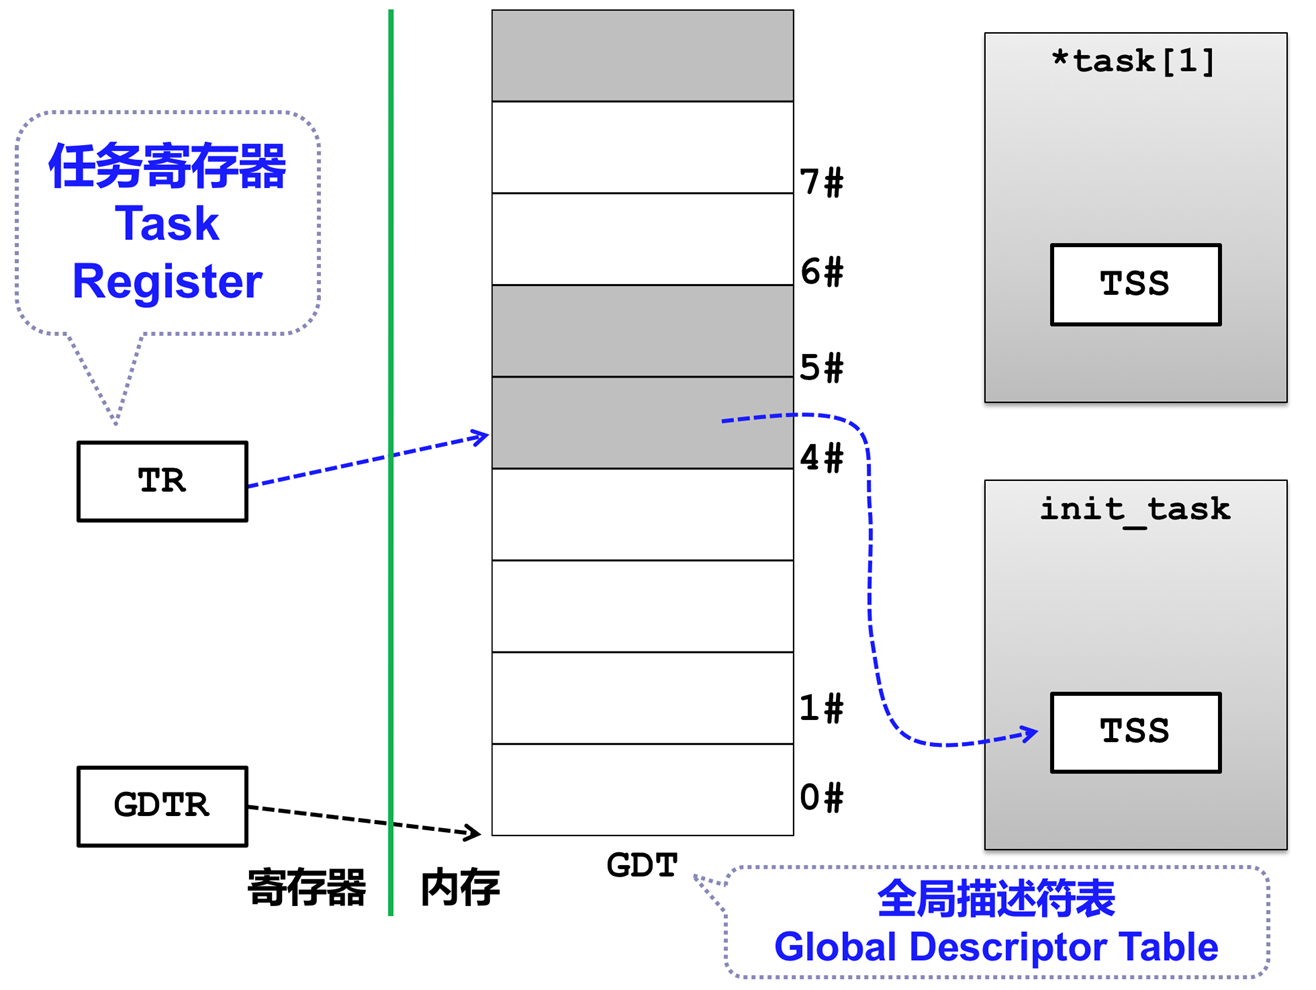 任务寄存器
Task
Register
TR
GDTR
寄存器
内存
7#
6#
5#
4#
1#
0#
GDT
全局描述符表
Global Descriptor Table
*task[1]
TSS
init_task
TSS